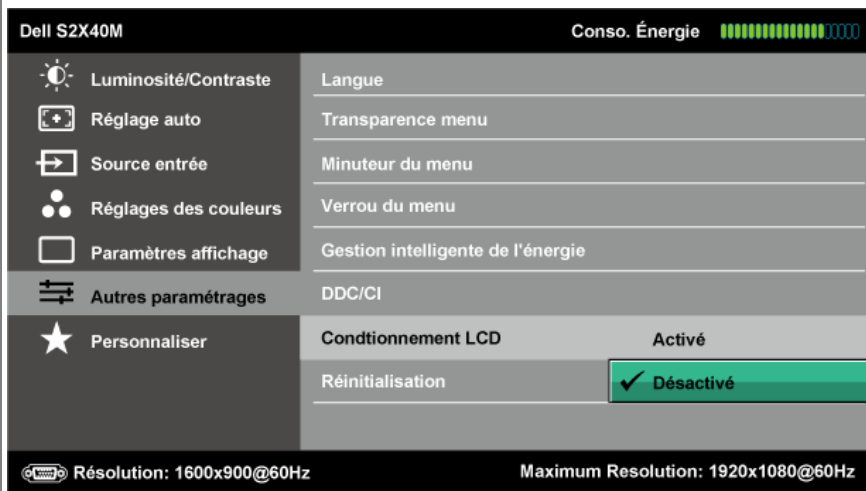 Dell S2X40M Conso. Énergie
Luminosité/Contraste
Réglage auto
Source entrée
Réglages des couleurs
Paramètres affichage
Autres paramétrages
Personnaliser
Langue
Transparence menu
Minuteur du menu
Verrou du menu
Gestion intelligente de l'énergie
DDC/CI
Condtionnement LCD Activé
Réinitialisation Désactivé
Résolution: 1600x900@60Hz Maximum Resolution: 1920x1080@60Hz